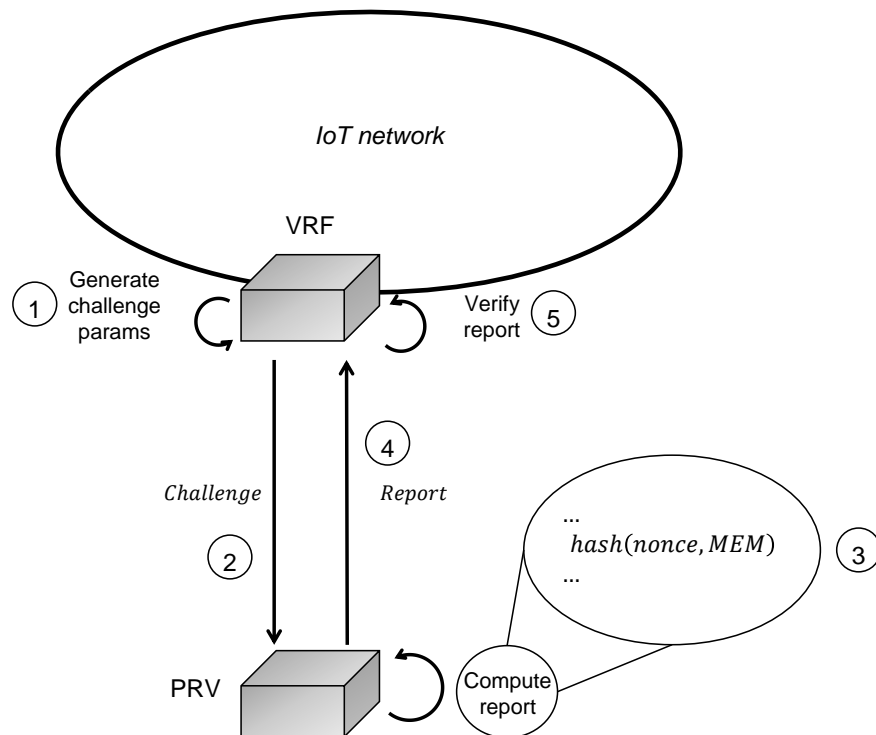 IoT network
VRF
1
Generate
challenge
params
Verify
report
5
4
Challenge
Report
2
...
hash(nonce, MEM)
...
3
PRV
Compute
report